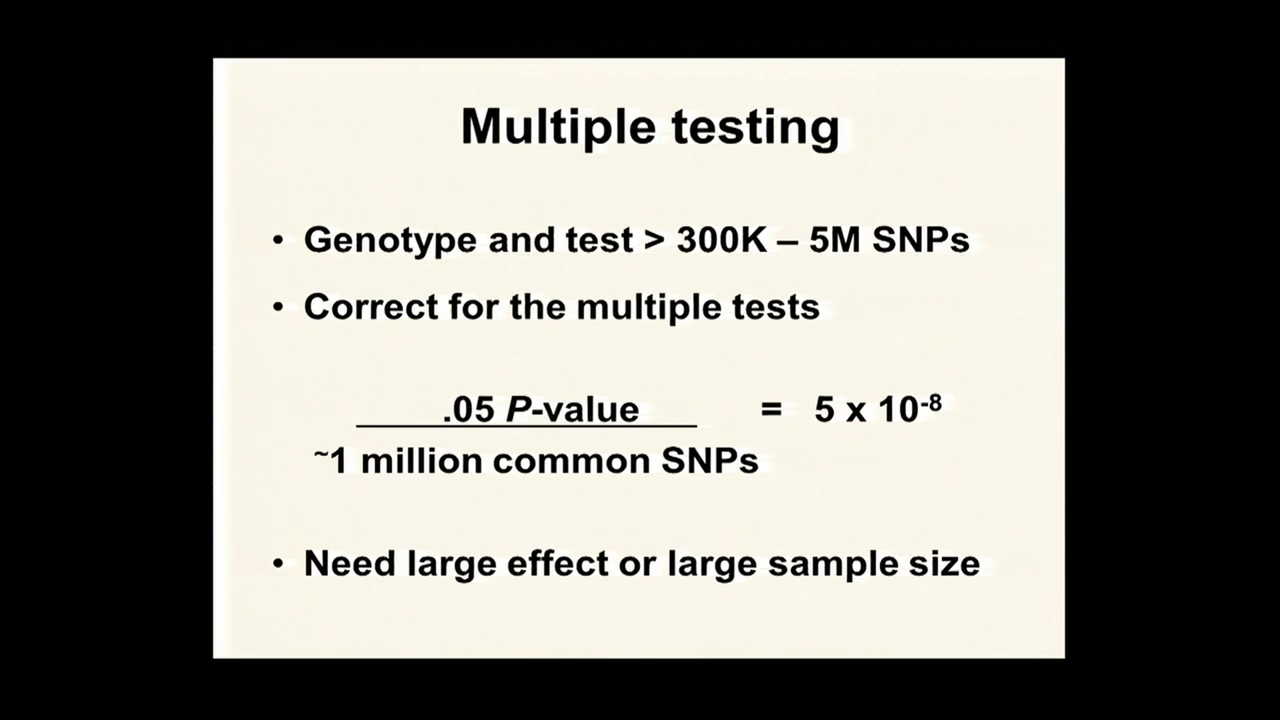 Multiple testing
• Genotype and test > 300K – 5M SNPs
• Correct for the multiple tests
.05 P-value = 5 x 10⁻⁸
~1 million common SNPs
• Need large effect or large sample size